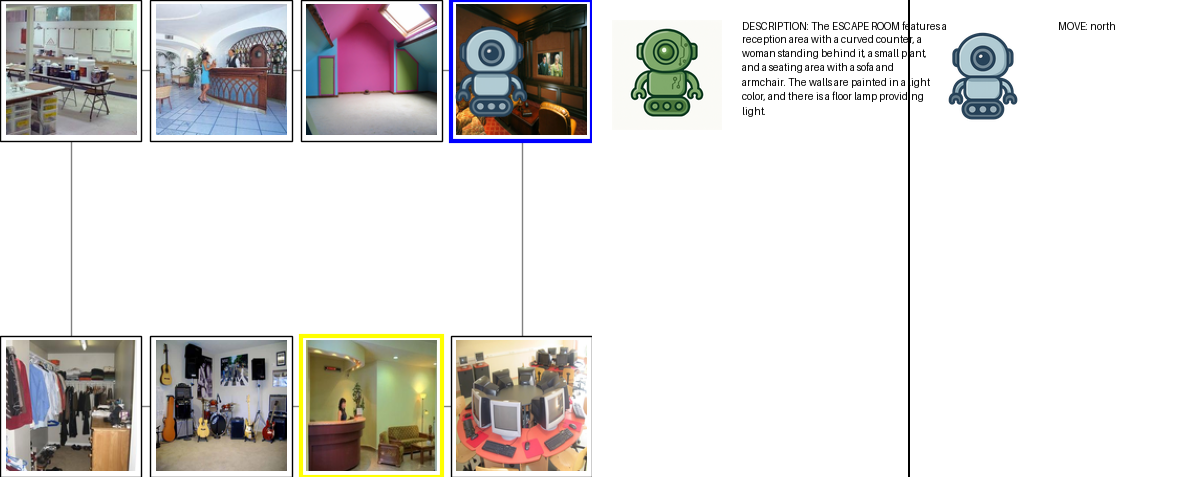 DESCRIPTION: The ESCAPE ROOM features a
reception area with a curved counter, a
woman standing behind it, a small plant,
and a seating area with a sofa and
armchair. The walls are painted in a light
color, and there is a floor lamp providing
light.
MOVE: north